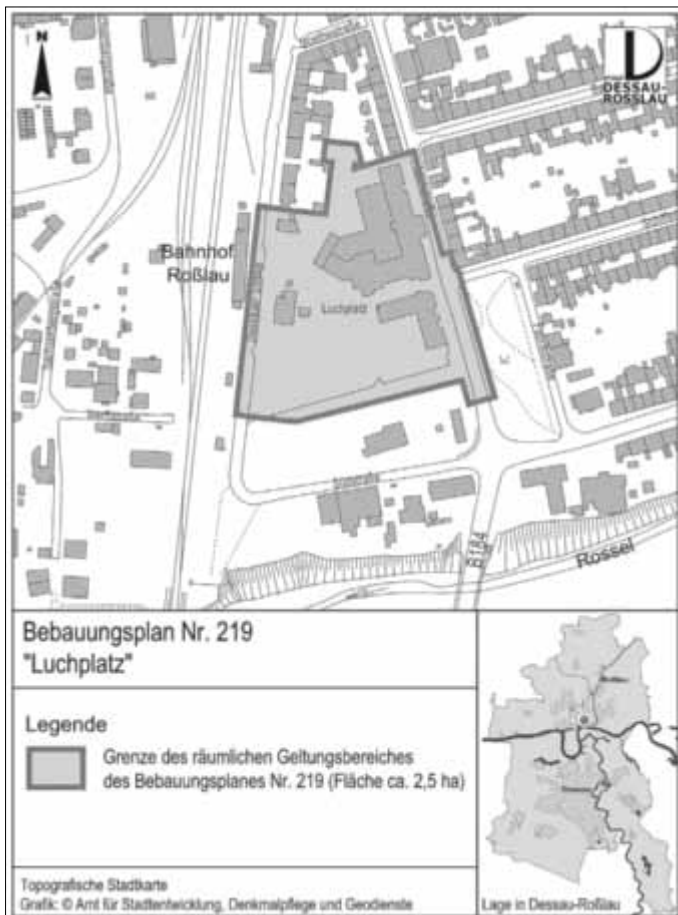 N
DESSAU-
ROSSLAU
Bahnhof
Roßlau
Luchplatz
B184
Rossel
Bebauungsplan Nr. 219
"Luchplatz"
Legende
Grenze des räumlichen Geltungsbereiches
des Bebauungsplanes Nr. 219 (Fläche ca. 2,5 ha)
Topografische Stadtkarte
Grafik: © Amt für Stadtentwicklung, Denkmalpflege und Geodienste
Lage in Dessau-Roßlau